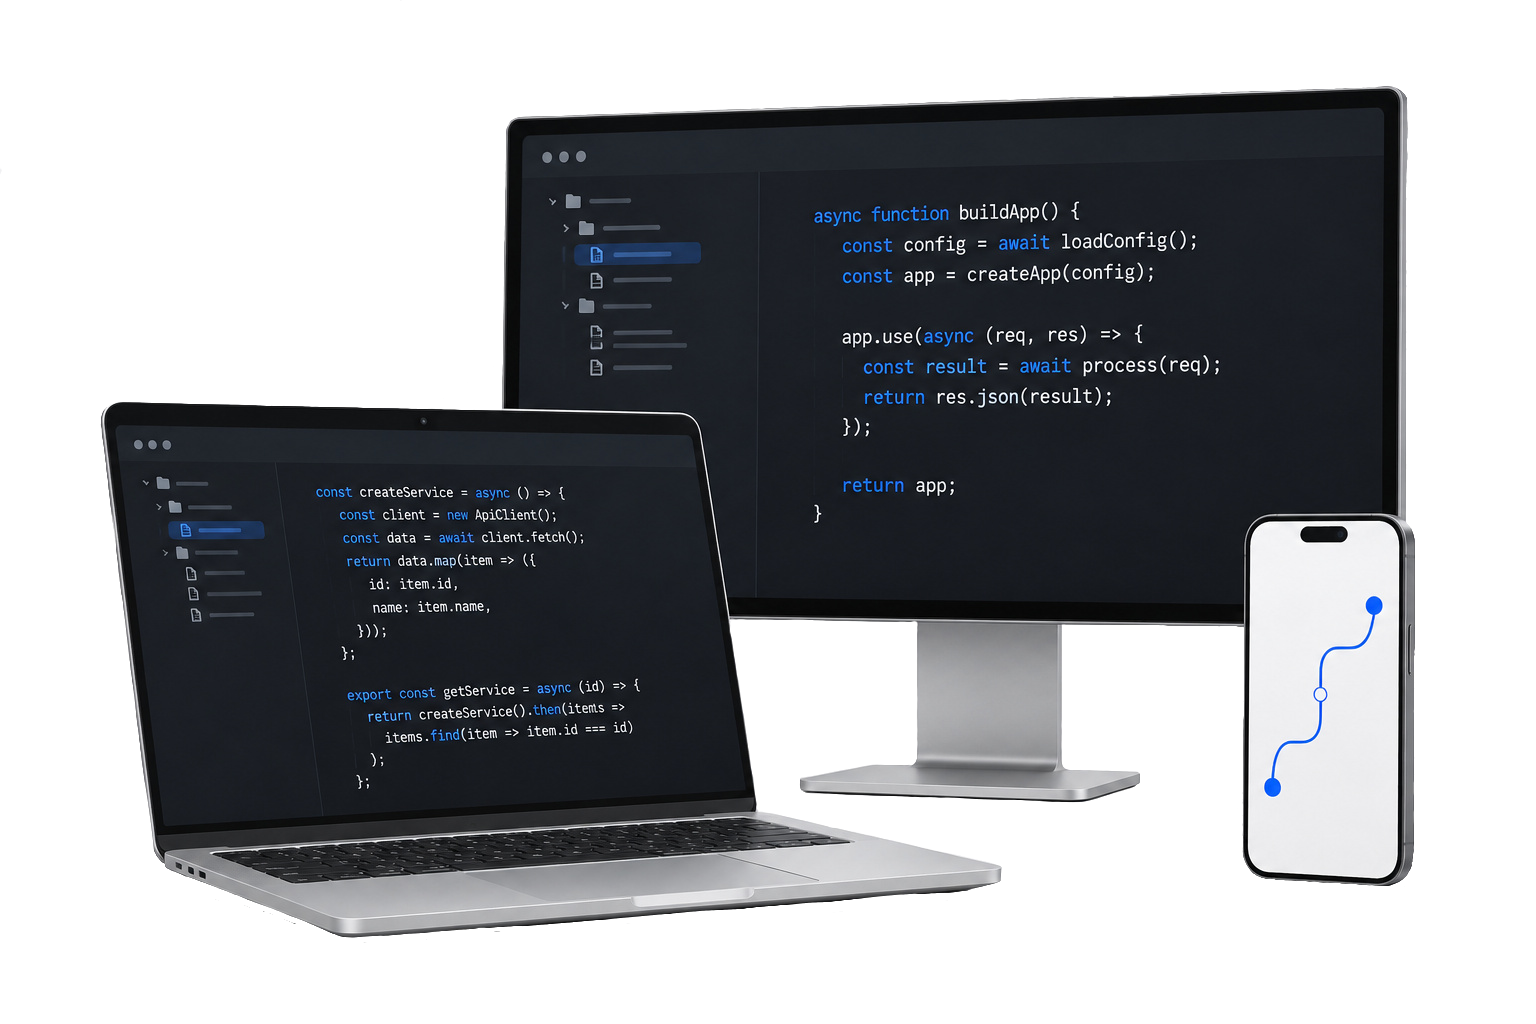 async function buildApp() {
const config = await loadConfig();
const app = createApp(config);
app.use(async (req, res) => {
const result = await process(req);
return res.json(result);
});
return app;
}
const createService = async () => {
const client = new ApiClient();
const data = await client.fetch();
return data.map(item => ({
id: item.id,
name: item.name,
}));
};
export const getService = async (id) => {
return createService().then(items =>
items.find(item => item.id === id)
);
};